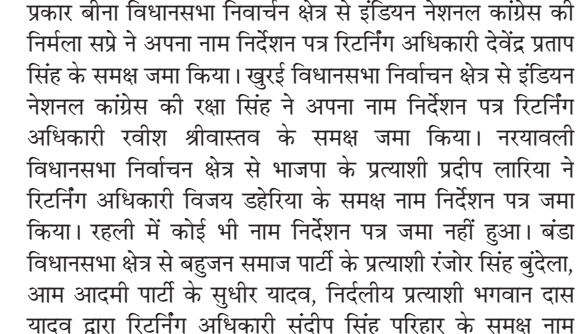 प्रकार बीना विधानसभा निवार्चन क्षेत्र से इंडियन नेशनल कांग्रेस की
निर्मला सप्रे ने अपना नाम निर्देशन पत्र रिटर्निंग अधिकारी देवेंद्र प्रताप
सिंह के समक्ष जमा किया। खुरई विधानसभा निर्वाचन क्षेत्र से इंडियन
नेशनल कांग्रेस की रक्षा सिंह ने अपना नाम निर्देशन पत्र रिटर्निंग
अधिकारी रवीश श्रीवास्तव के समक्ष जमा किया। नरयावली
विधानसभा निर्वाचन क्षेत्र से भाजपा के प्रत्याशी प्रदीप लारिया ने
रिटर्निंग अधिकारी विजय डहेरिया के समक्ष नाम निर्देशन पत्र जमा
किया। रहली में कोई भी नाम निर्देशन पत्र जमा नहीं हुआ। बंडा
विधानसभा क्षेत्र से बहुजन समाज पार्टी के प्रत्याशी रंजोर सिंह बुंदेला,
आम आदमी पार्टी के सुधीर यादव, निर्दलीय प्रत्याशी भगवान दास
यादव द्वारा रिटर्निंग अधिकारी संदीप सिंह परिहार के समक्ष नाम